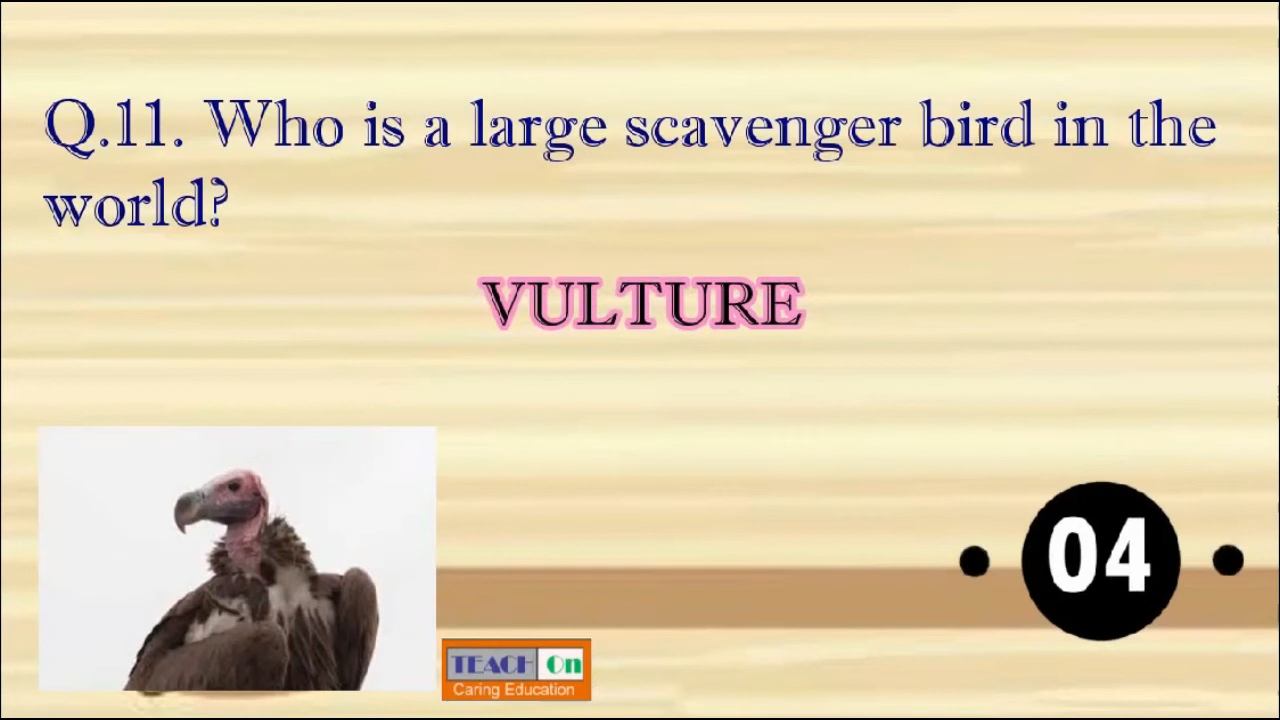 Q.11. Who is a large scavenger bird in the
world?
VULTURE
04
TEACH On
Caring Education